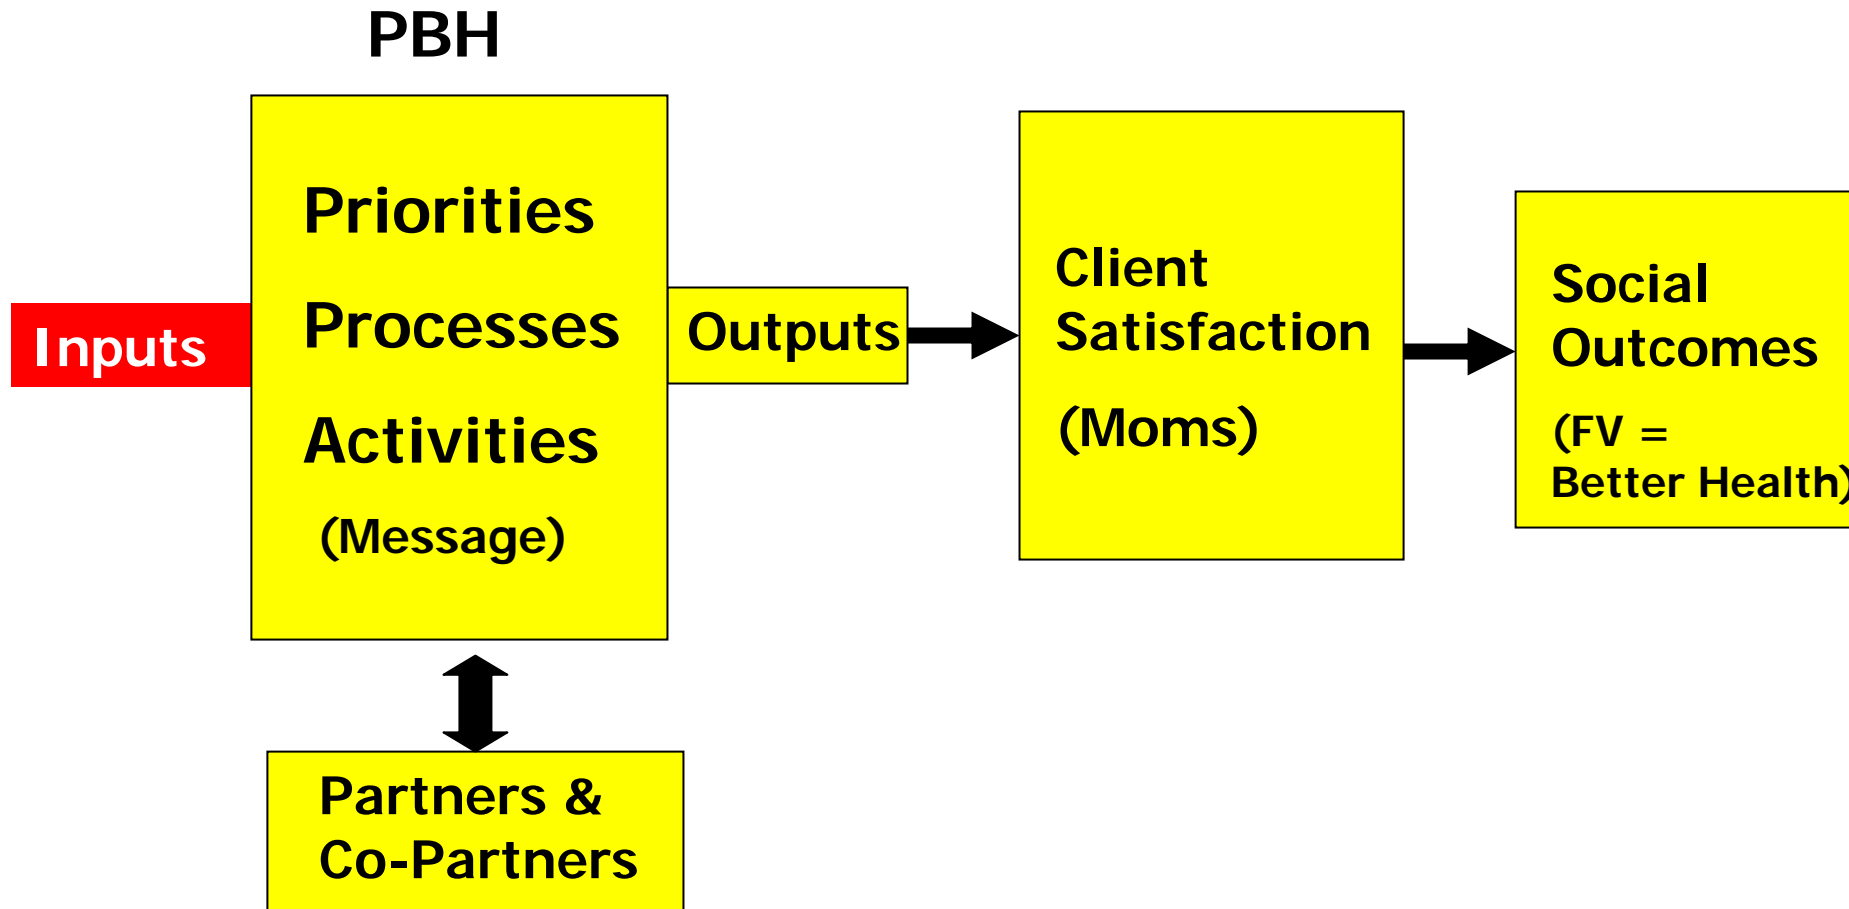 PBH
Inputs
Priorities
Processes
Activities
(Message)
Outputs
Client
Satisfaction
(Moms)
Social
Outcomes
(FV =
Better Health)
Partners &
Co-Partners